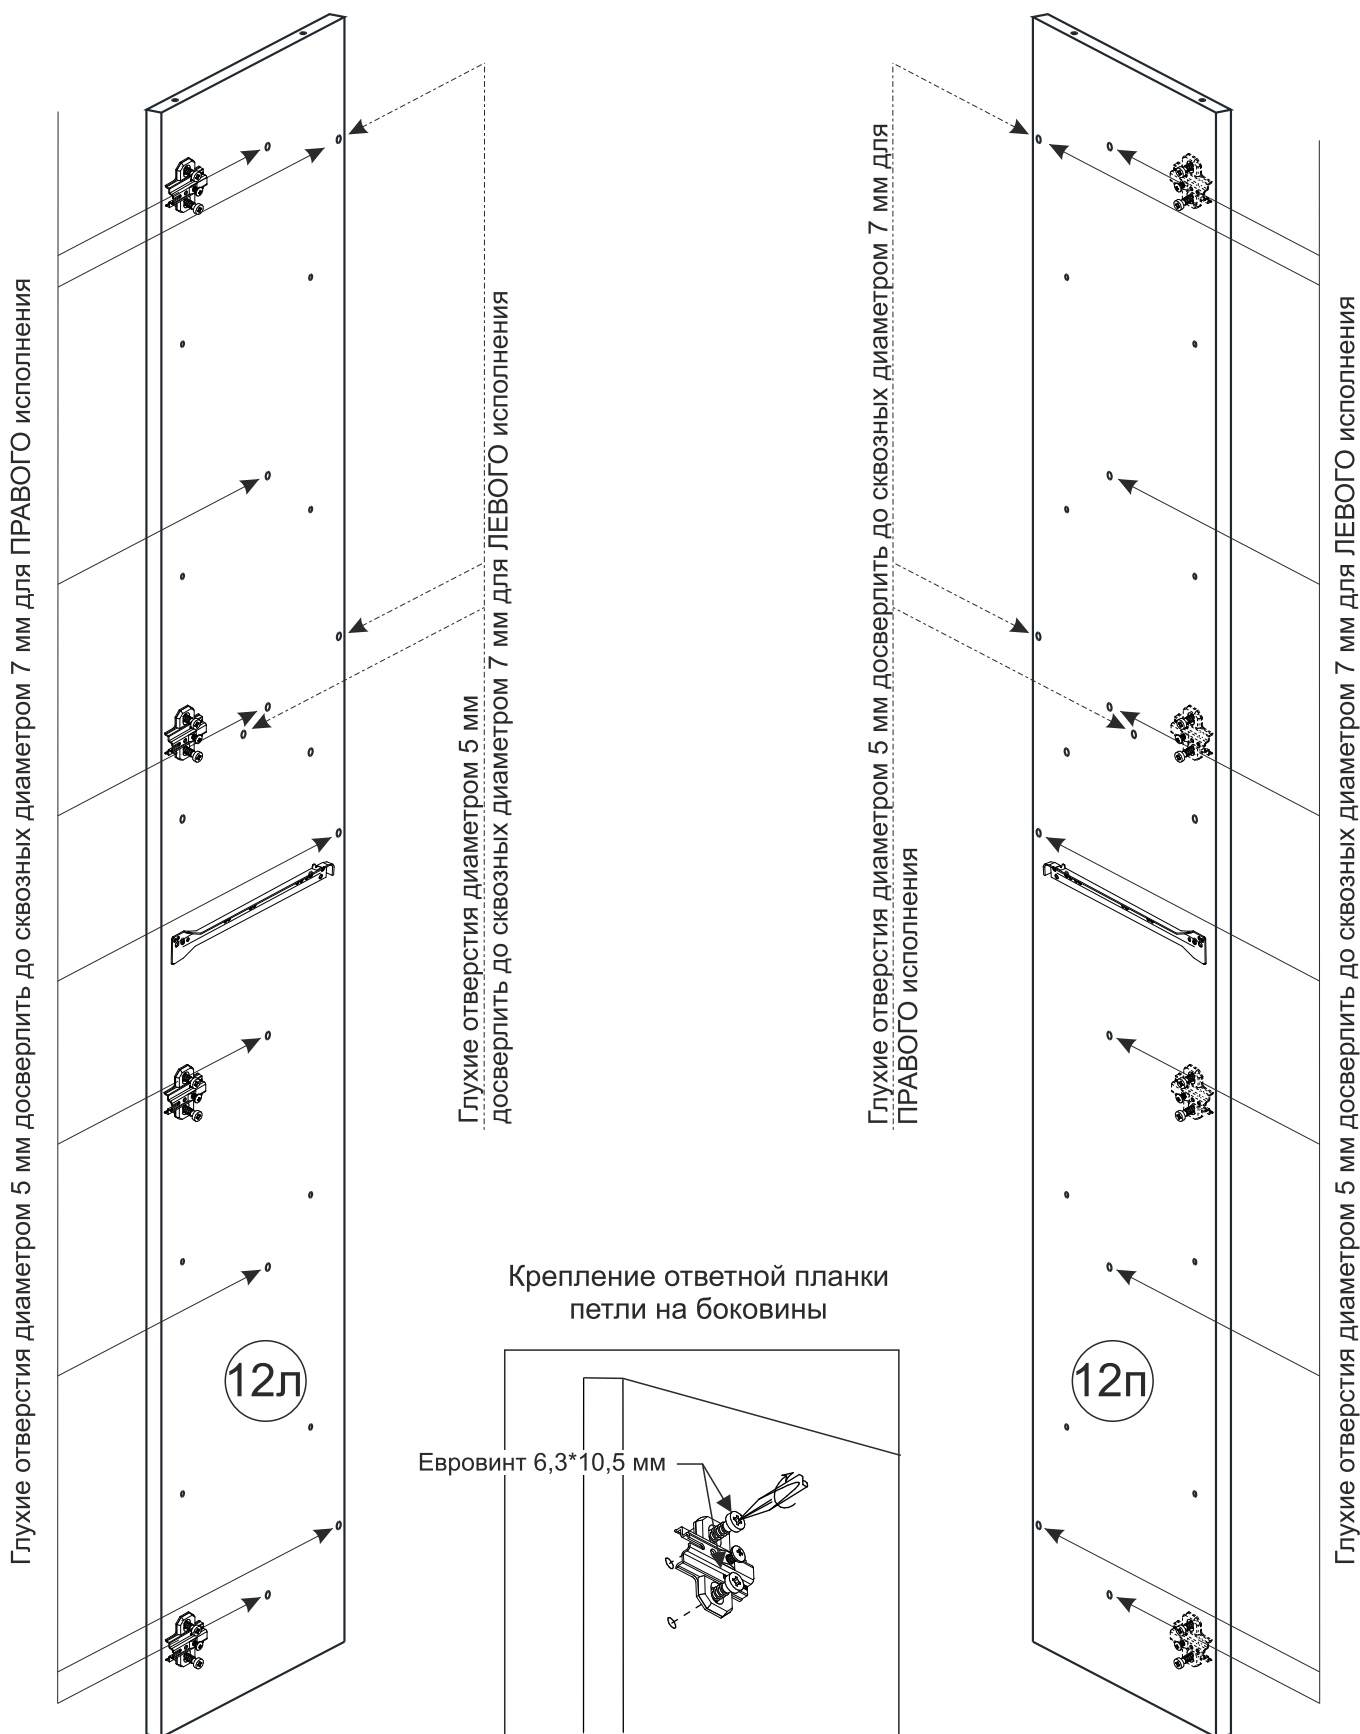 Глухие отверстия диаметром 5 мм досверлить до сквозных диаметром 7 мм для ПРАВОГО исполнения
Глухие отверстия диаметром 5 мм
досверлить до сквозных диаметром 7 мм для ЛЕВОГО исполнения
Глухие отверстия диаметром 5 мм досверлить до сквозных диаметром 7 мм для
ПРАВОГО исполнения
Глухие отверстия диаметром 5 мм досверлить до сквозных диаметром 7 мм для ЛЕВОГО исполнения
Крепление ответной планки
петли на боковины
12л
12п
Евровинт 6,3*10,5 мм